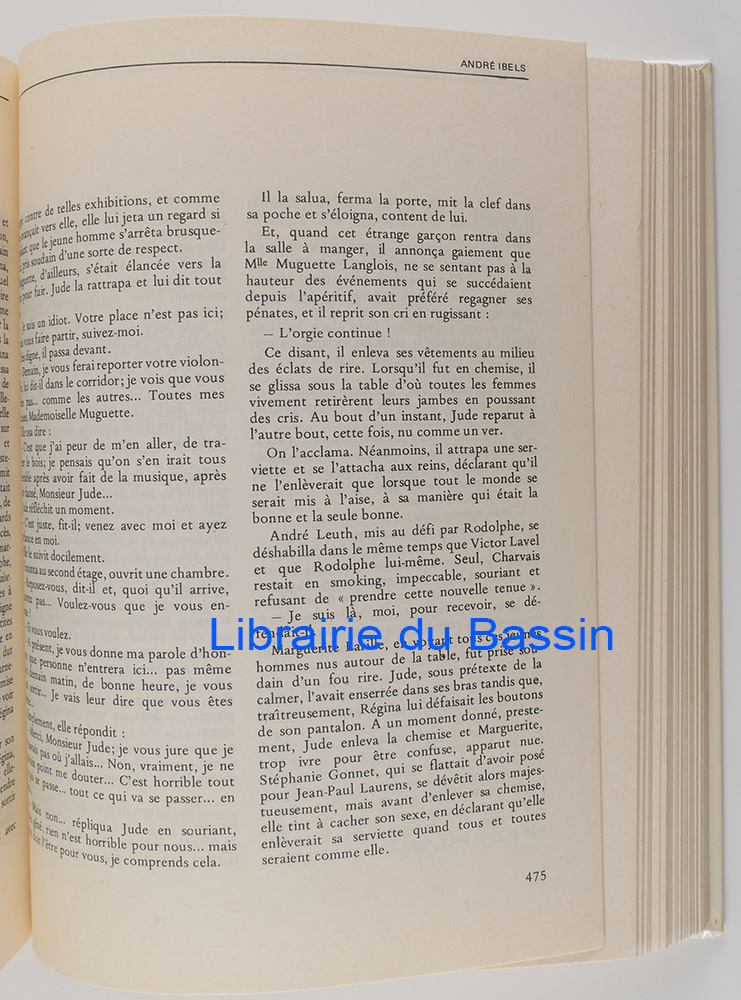 ANDRÉ IBELS
contre de telles exhibitions, et comme
vers elle, elle lui jeta un regard si
que le jeune homme s'arrêta brusque-
pris soudain d'une sorte de respect.
d'ailleurs, s'était élancée vers la
pour fuir. Jude la rattrapa et lui dit tout
suis un idiot. Votre place n'est pas ici;
vous faire partir, suivez-moi.
digne, il passa devant.
Demain, je vous ferai reporter votre violon-
lui dit-il dans le corridor; je vois que vous
pas... comme les autres... Toutes mes
Mademoiselle Muguette.
osa dire :
C'est que j'ai peur de m'en aller, de tra-
le bois; je pensais qu'on s'en irait tous
après avoir fait de la musique, après
dansé, Monsieur Jude...
réfléchit un moment.
C'est juste, fit-il; venez avec moi et ayez
en moi.
le suivit docilement.
monta au second étage, ouvrit une chambre.
Reposez-vous, dit-il et, quoi qu'il arrive,
pas... Voulez-vous que je vous en-
vous voulez.
présent, je vous donne ma parole d'hon-
que personne n'entrera ici... pas même
demain matin, de bonne heure, je vous
sortir... Je vais leur dire que vous êtes
elle répondit :
Merci, Monsieur Jude; je vous jure que je
pas où j'allais... Non, vraiment, je ne
point me douter... C'est horrible tout
se passe... tout ce qui va se passer... en
Mais non... répliqua Jude en souriant,
rien n'est horrible pour nous... mais
l'être pour vous, je comprends cela.
Il la salua, ferma la porte, mit la clef dans
sa poche et s'éloigna, content de lui.
Et, quand cet étrange garçon rentra dans
la salle à manger, il annonça gaiement que
Mlle Muguette Langlois, ne se sentant pas à la
hauteur des événements qui se succédaient
depuis l'apéritif, avait préféré regagner ses
pénates, et il reprit son cri en rugissant :
— L'orgie continue !
Ce disant, il enleva ses vêtements au milieu
des éclats de rire. Lorsqu'il fut en chemise, il
se glissa sous la table d'où toutes les femmes
vivement retirèrent leurs jambes en poussant
des cris. Au bout d'un instant, Jude reparut à
l'autre bout, cette fois, nu comme un ver.
On l'acclama. Néanmoins, il attrapa une ser-
viette et se l'attacha aux reins, déclarant qu'il
ne l'enlèverait que lorsque tout le monde se
serait mis à l'aise, à sa manière qui était la
bonne et la seule bonne.
André Leuth, mis au défi par Rodolphe, se
déshabilla dans le même temps que Victor Lavel
et que Rodolphe lui-même. Seul, Charvais
restait en smoking, impeccable, souriant et
refusant de « prendre cette nouvelle tenue ».
— Je suis là, moi, pour recevoir, se dé-
Librairie du Bassin
Marguerite en voyant tous ces jeunes
hommes nus autour de la table, fut prise sou-
dain d'un fou rire. Jude, sous prétexte de la
calmer, l'avait enserrée dans ses bras tandis que,
traîtreusement, Régina lui défaisait les boutons
de son pantalon. A un moment donné, preste-
ment, Jude enleva la chemise et Marguerite,
trop ivre pour être confuse, apparut nue.
Stéphanie Gonnet, qui se flattait d'avoir posé
pour Jean-Paul Laurens, se dévêtit alors majes-
tueusement, mais avant d'enlever sa chemise,
elle tint à cacher son sexe, en déclarant qu'elle
enlèverait sa serviette quand tous et toutes
seraient comme elle.
475